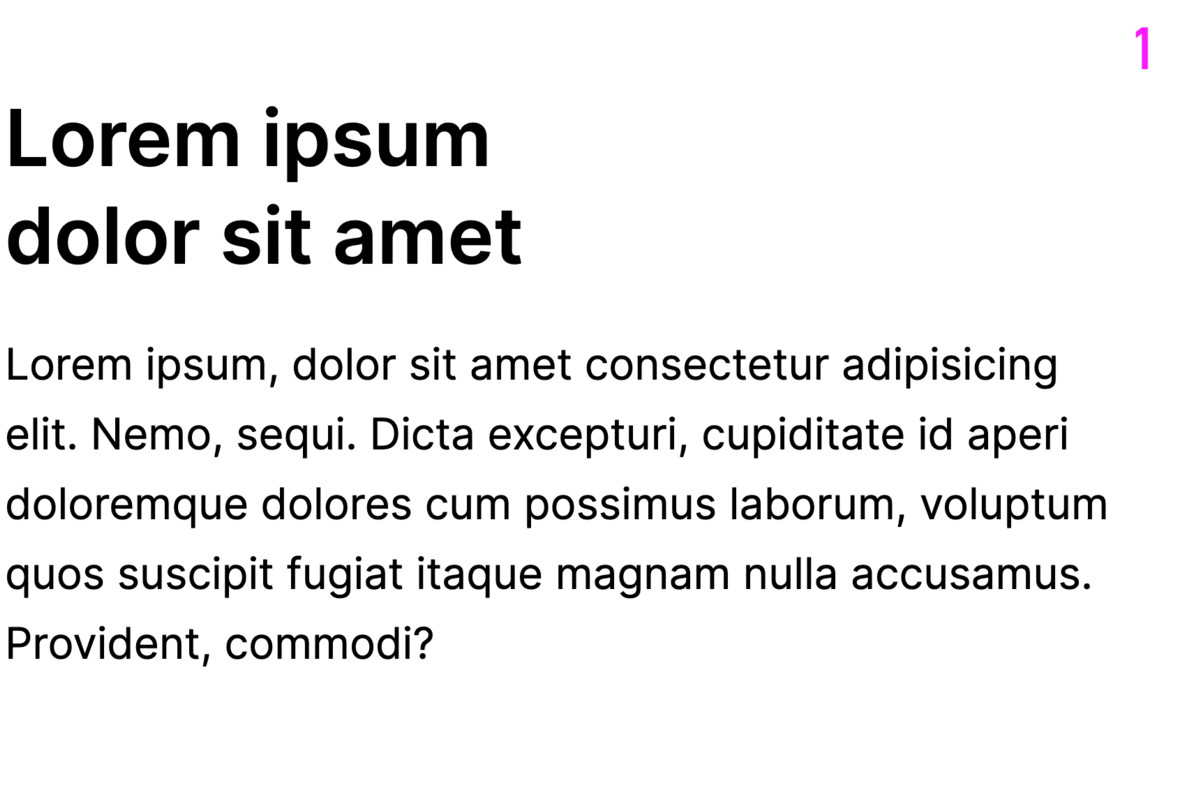 1
Lorem ipsum
dolor sit amet
Lorem ipsum, dolor sit amet consectetur adipisicing
elit. Nemo, sequi. Dicta excepturi, cupiditate id aperi
doloremque dolores cum possimus laborum, voluptum
quos suscipit fugiat itaque magnam nulla accusamus.
Provident, commodi?